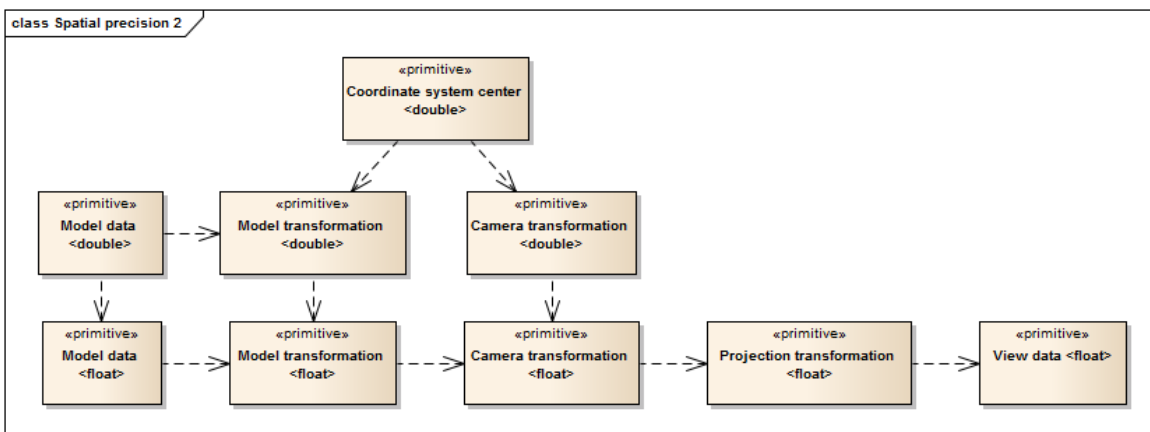 class Spatial precision 2
«primitive»
Coordinate system center
<double>
«primitive»
Model data
<double>
«primitive»
Model transformation
<double>
«primitive»
Camera transformation
<double>
«primitive»
Model data
<float>
«primitive»
Model transformation
<float>
«primitive»
Camera transformation
<float>
«primitive»
Projection transformation
<float>
«primitive»
View data <float>